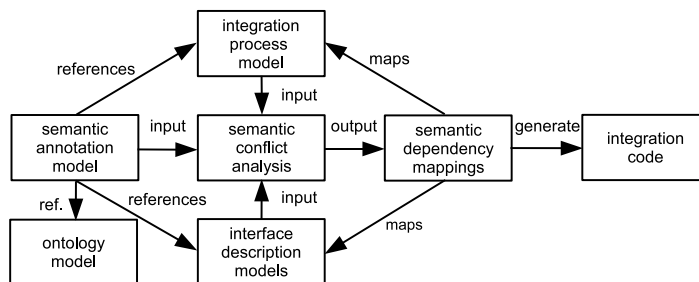 integration
process
model
references
maps
input
semantic
annotation
model
input
semantic
conflict
analysis
output
semantic
dependency
mappings
generate
integration
code
ref.
references
input
maps
ontology
model
interface
description
models